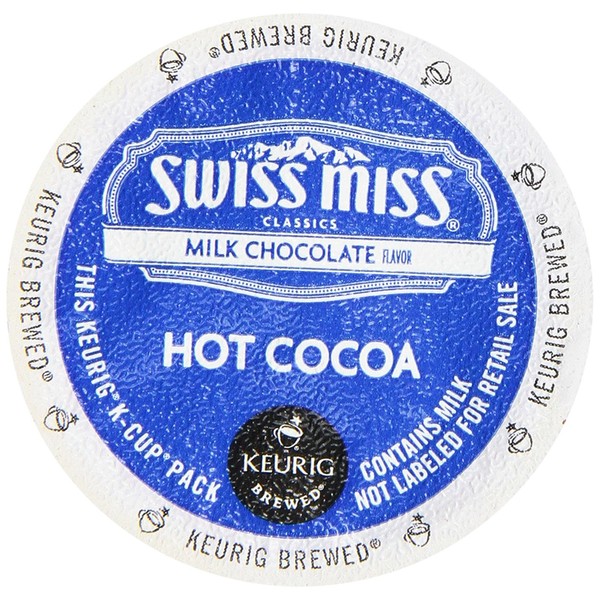 SWISS MISS®
CLASSICS
MILK CHOCOLATE FLAVOR
HOT COCOA
THIS KEURIG® K-CUP® PACK
KEURIG
BREWED®
CONTAINS MILK
NOT LABELED FOR RETAIL SALE
KEURIG BREWED®
KEURIG BREWED®
KEURIG BREWED®
KEURIG BREWED®
KEURIG BREWED®